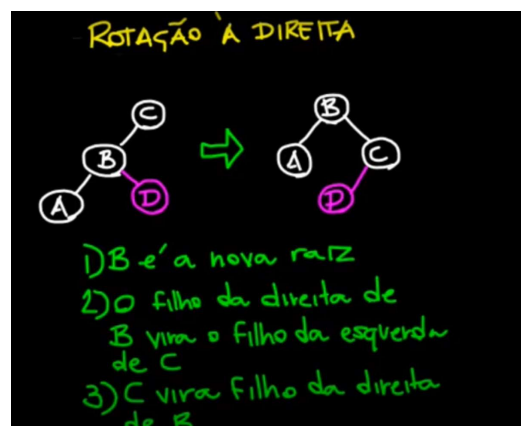 ROTAÇÃO À DIREITA
C
B
A
D
B
A
C
D
1) B é a nova raiz
2) O filho da direita de
B vira o filho da esquerda
de C
3) C vira filho da direita
de B